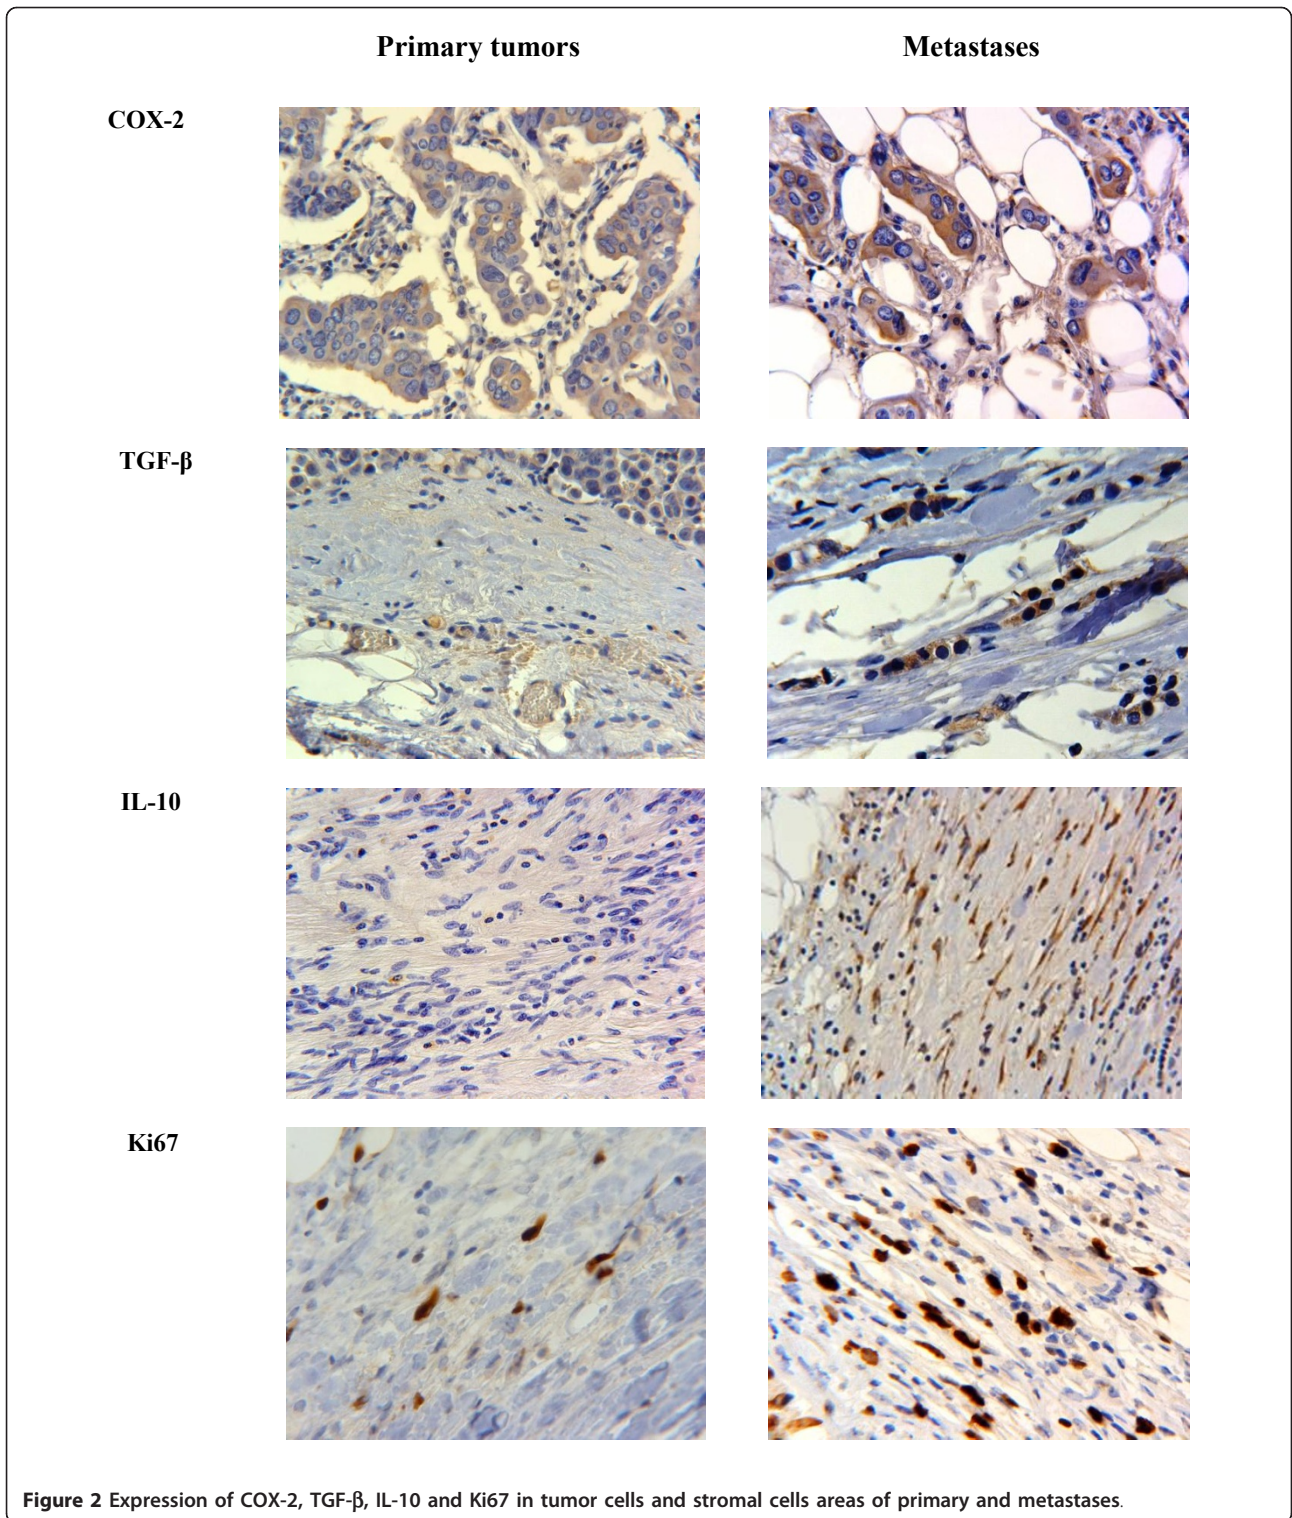 Primary tumors Metastases
COX-2
TGF-β
IL-10
Ki67
Figure 2 Expression of COX-2, TGF-β, IL-10 and Ki67 in tumor cells and stromal cells areas of primary and metastases.